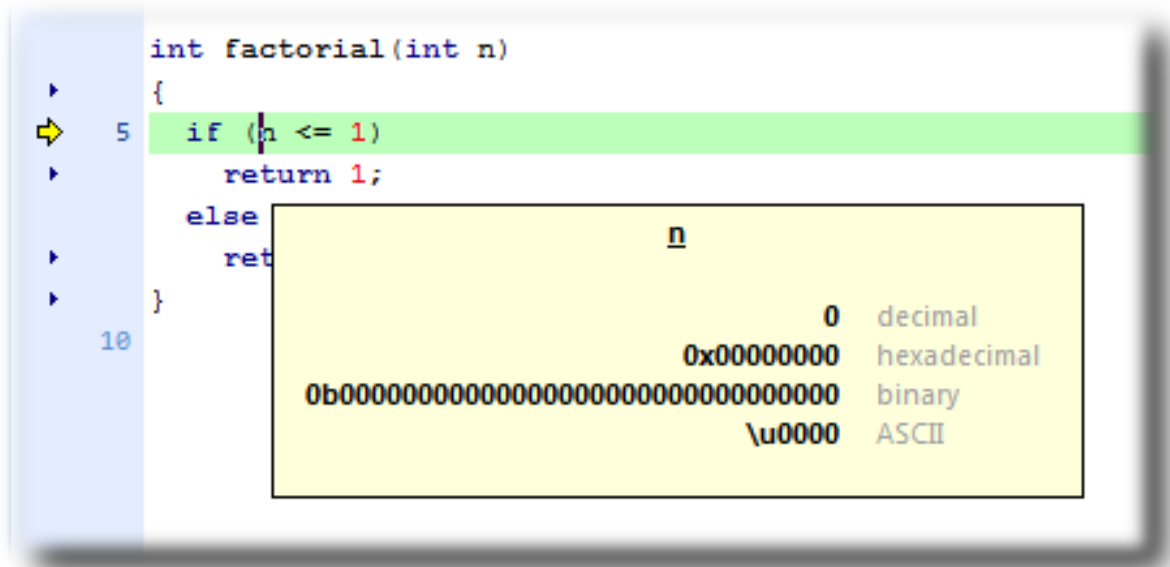 int factorial(int n)
{
5 if (n <= 1)
return 1;
else
ret
}
10
n
0 decimal
0x00000000 hexadecimal
0b00000000000000000000000000000000 binary
\u0000 ASCII